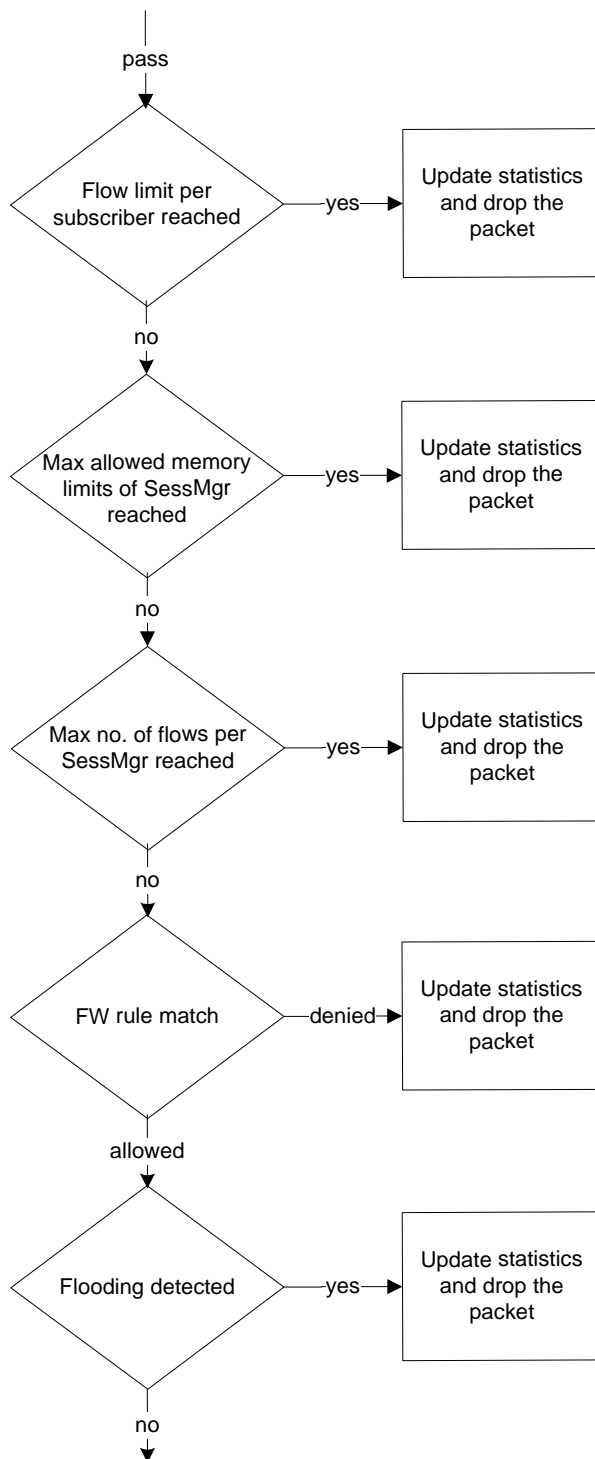 pass
Flow limit per
subscriber reached
yes
Update statistics
and drop the
packet
no
Max allowed memory
limits of SessMgr
reached
yes
Update statistics
and drop the
packet
no
Max no. of flows per
SessMgr reached
yes
Update statistics
and drop the
packet
no
FW rule match
denied
Update statistics
and drop the
packet
allowed
Flooding detected
yes
Update statistics
and drop the
packet
no